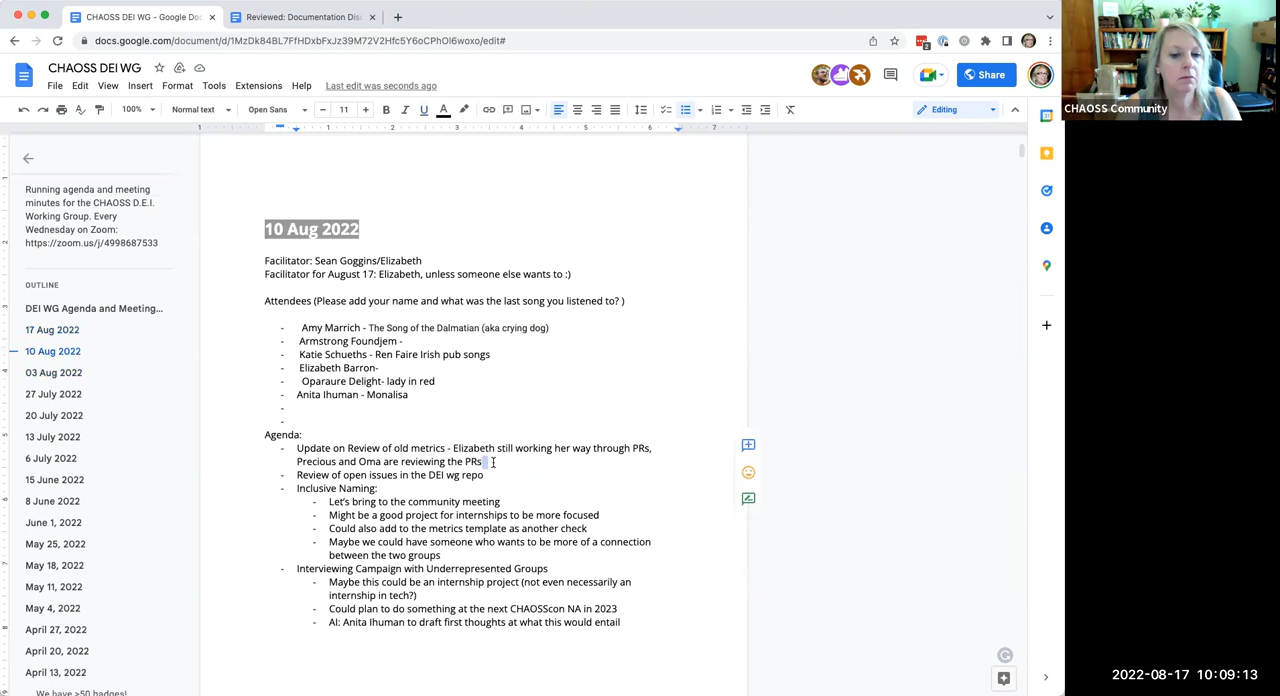 CHAOSS DEI WG - Google Doc
Reviewed: Documentation Dis
docs.google.com/document/d/1MzDk84BL7FfHDxbFxJz39M72V2Hfc5Y6oCPhOl6woxo/edit#
2
CHAOSS DEI WG
File Edit View Insert Format Tools Extensions Help Last edit was seconds ago
Share
100% Normal text Open Sans 11 Editing
1 1 2 3 4 5 6 7
Running agenda and meeting
minutes for the CHAOSS D.E.I.
Working Group. Every
Wednesday on Zoom:
https://zoom.us/j/4998687533
OUTLINE
DEI WG Agenda and Meeting...
17 Aug 2022
10 Aug 2022
03 Aug 2022
27 July 2022
20 July 2022
13 July 2022
6 July 2022
15 June 2022
8 June 2022
June 1, 2022
May 25, 2022
May 18, 2022
May 11, 2022
May 4, 2022
April 27, 2022
April 20, 2022
April 13, 2022
We have >50 badges!
10 Aug 2022
Facilitator: Sean Goggins/Elizabeth
Facilitator for August 17: Elizabeth, unless someone else wants to :)
Attendees (Please add your name and what was the last song you listened to? )
- Amy Marrich - The Song of the Dalmatian (aka crying dog)
- Armstrong Foundjem -
- Katie Schueths - Ren Faire Irish pub songs
- Elizabeth Barron-
- Oparaure Delight- lady in red
- Anita Ihuman - Monalisa
-
-
Agenda:
- Update on Review of old metrics - Elizabeth still working her way through PRs,
Precious and Oma are reviewing the PRs
- Review of open issues in the DEI wg repo
- Inclusive Naming:
- Let's bring to the community meeting
- Might be a good project for internships to be more focused
- Could also add to the metrics template as another check
- Maybe we could have someone who wants to be more of a connection
between the two groups
- Interviewing Campaign with Underrepresented Groups
- Maybe this could be an internship project (not even necessarily an
internship in tech?)
- Could plan to do something at the next CHAOSScon NA in 2023
- AI: Anita Ihuman to draft first thoughts at what this would entail
CHAOSS Community
2022-08-17 10:09:13